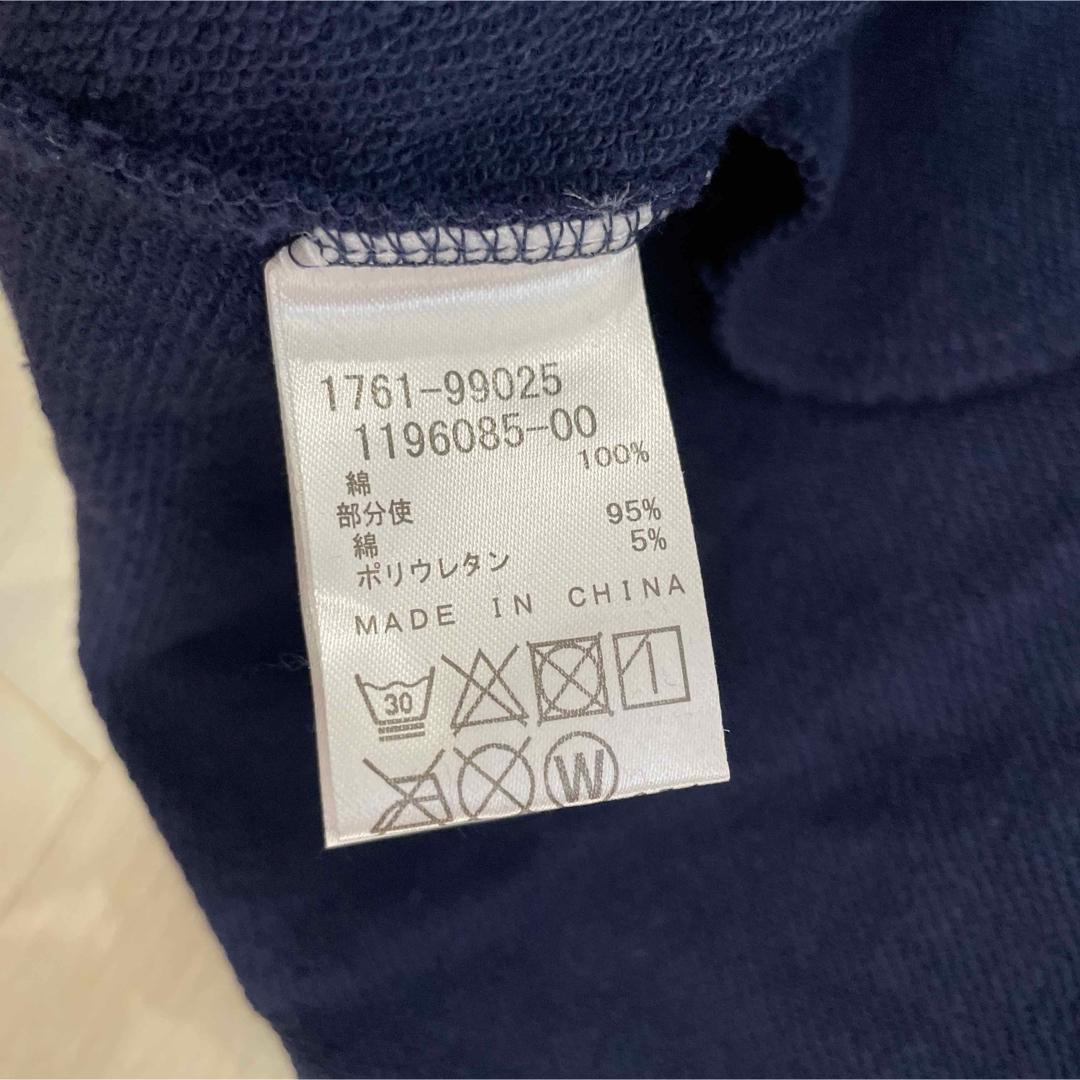 1761-99025
1196085-00
綿 100%
部分使
綿 95%
ポリウレタン 5%
MADE IN CHINA
30
W